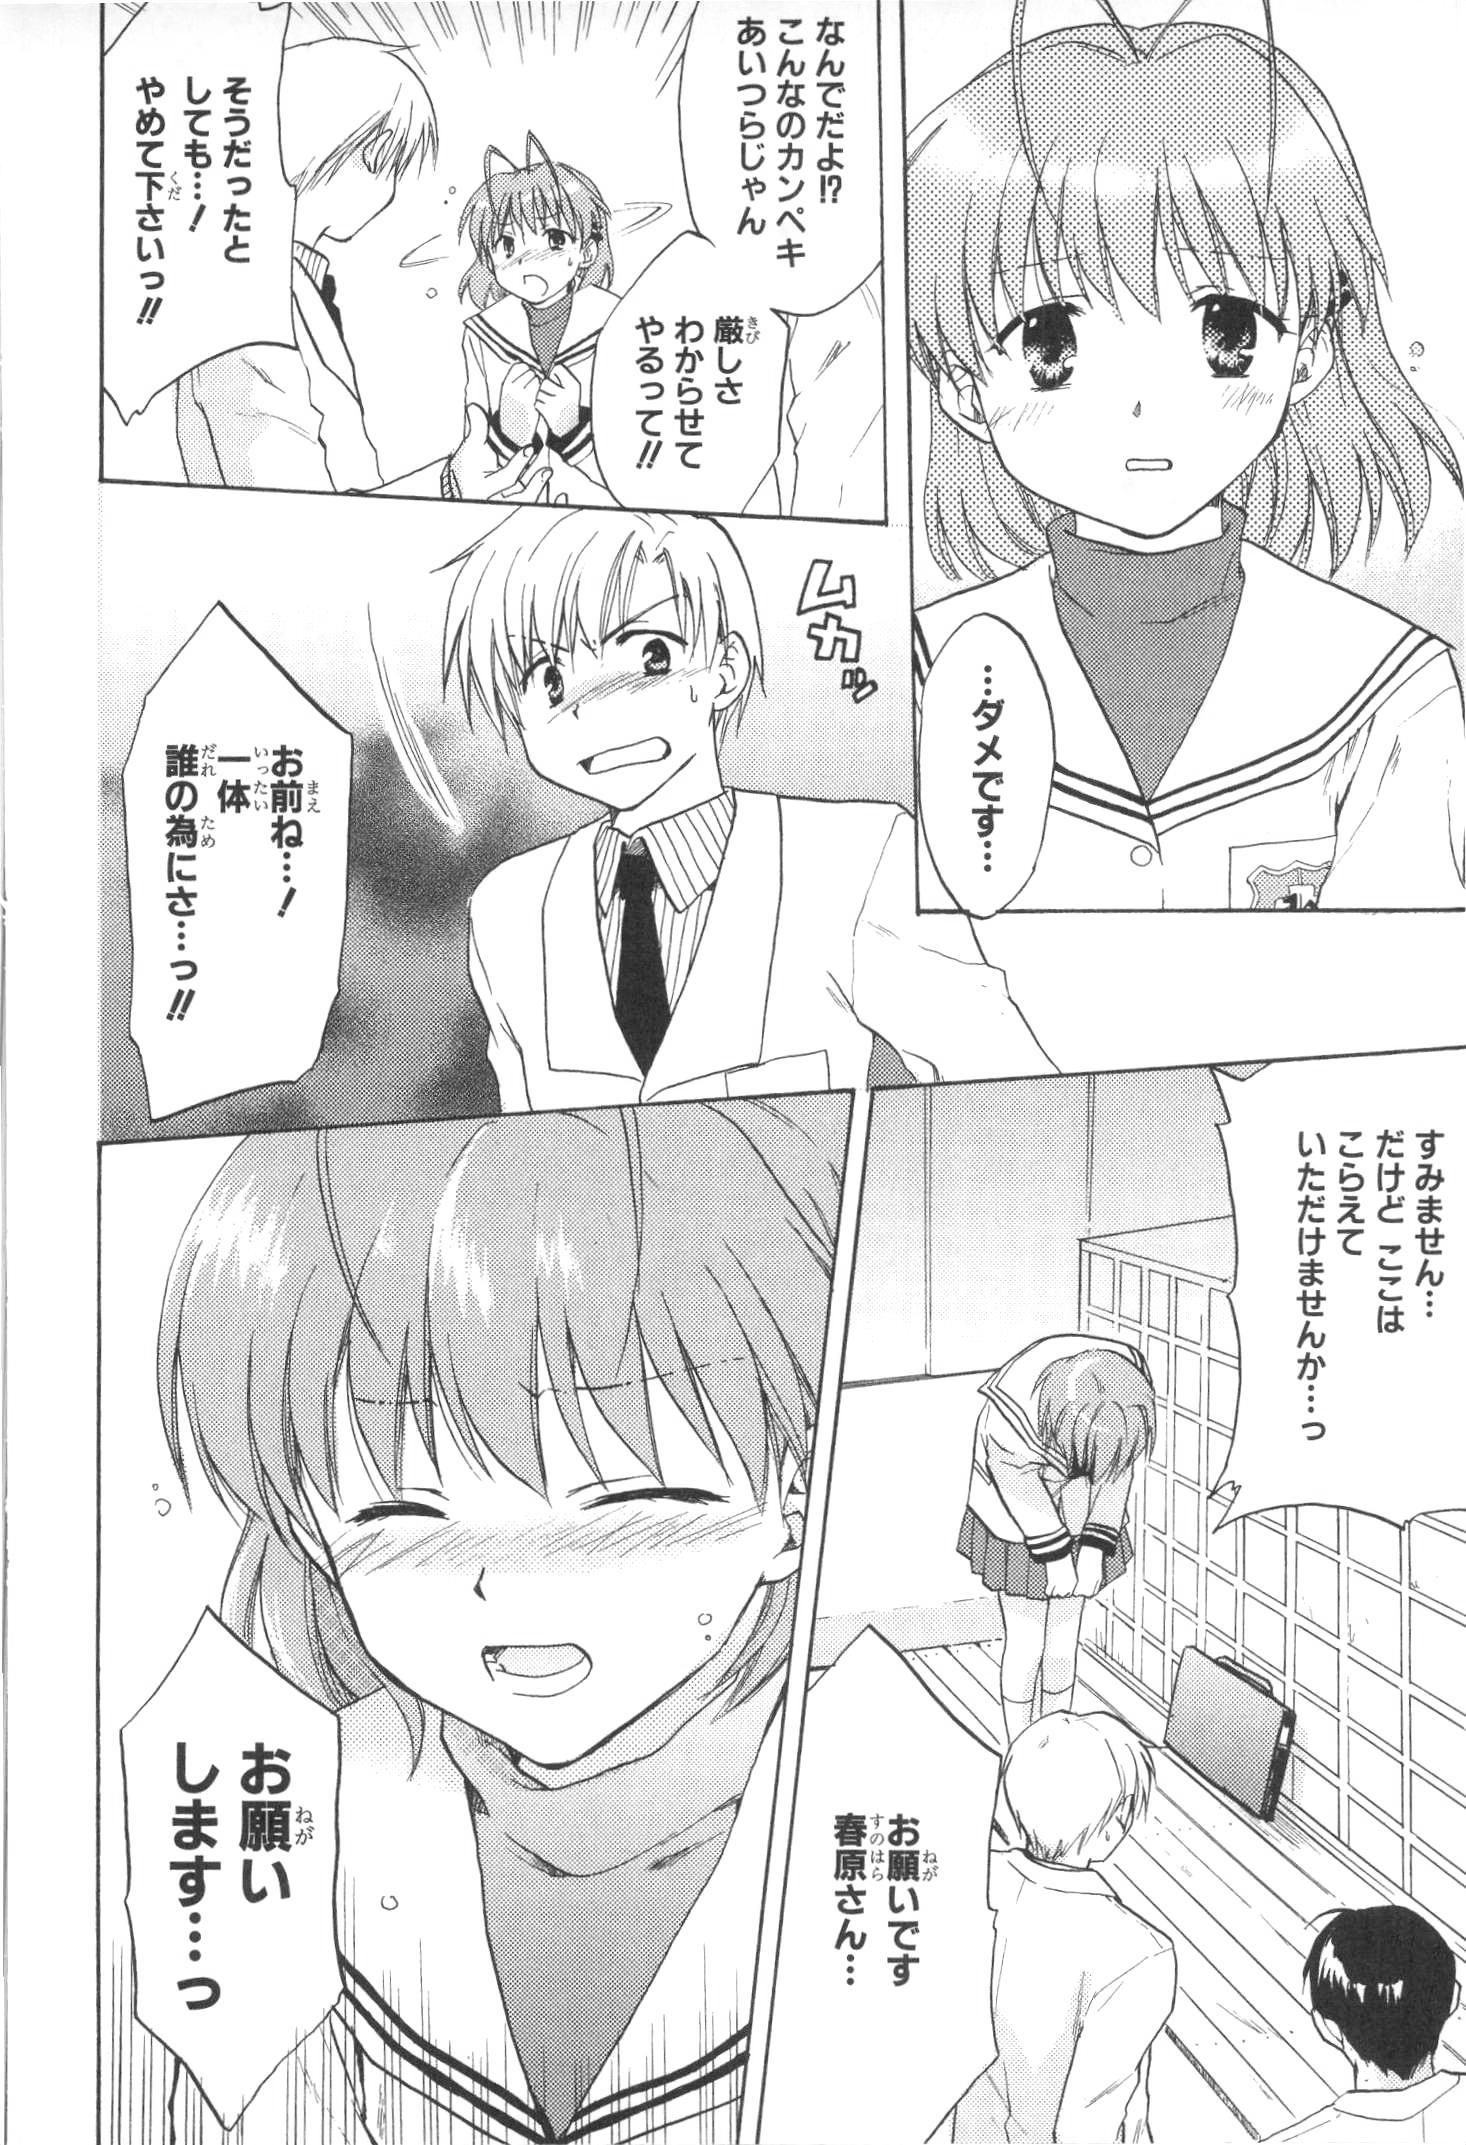 …ダメです…
なんでだよ!?
こんなのカンペキ
あいつらじゃん
厳しさ
わからせて
やるって!!
そうだったと
しても…!
やめて下さいっ!!
ムカッ
お前ね…!
一体
誰の為にさ…っ!!
すみません…
だけど ここは
こらえて
いただけませんか…っ
お願いです
春原さん…
お願い
します…っ